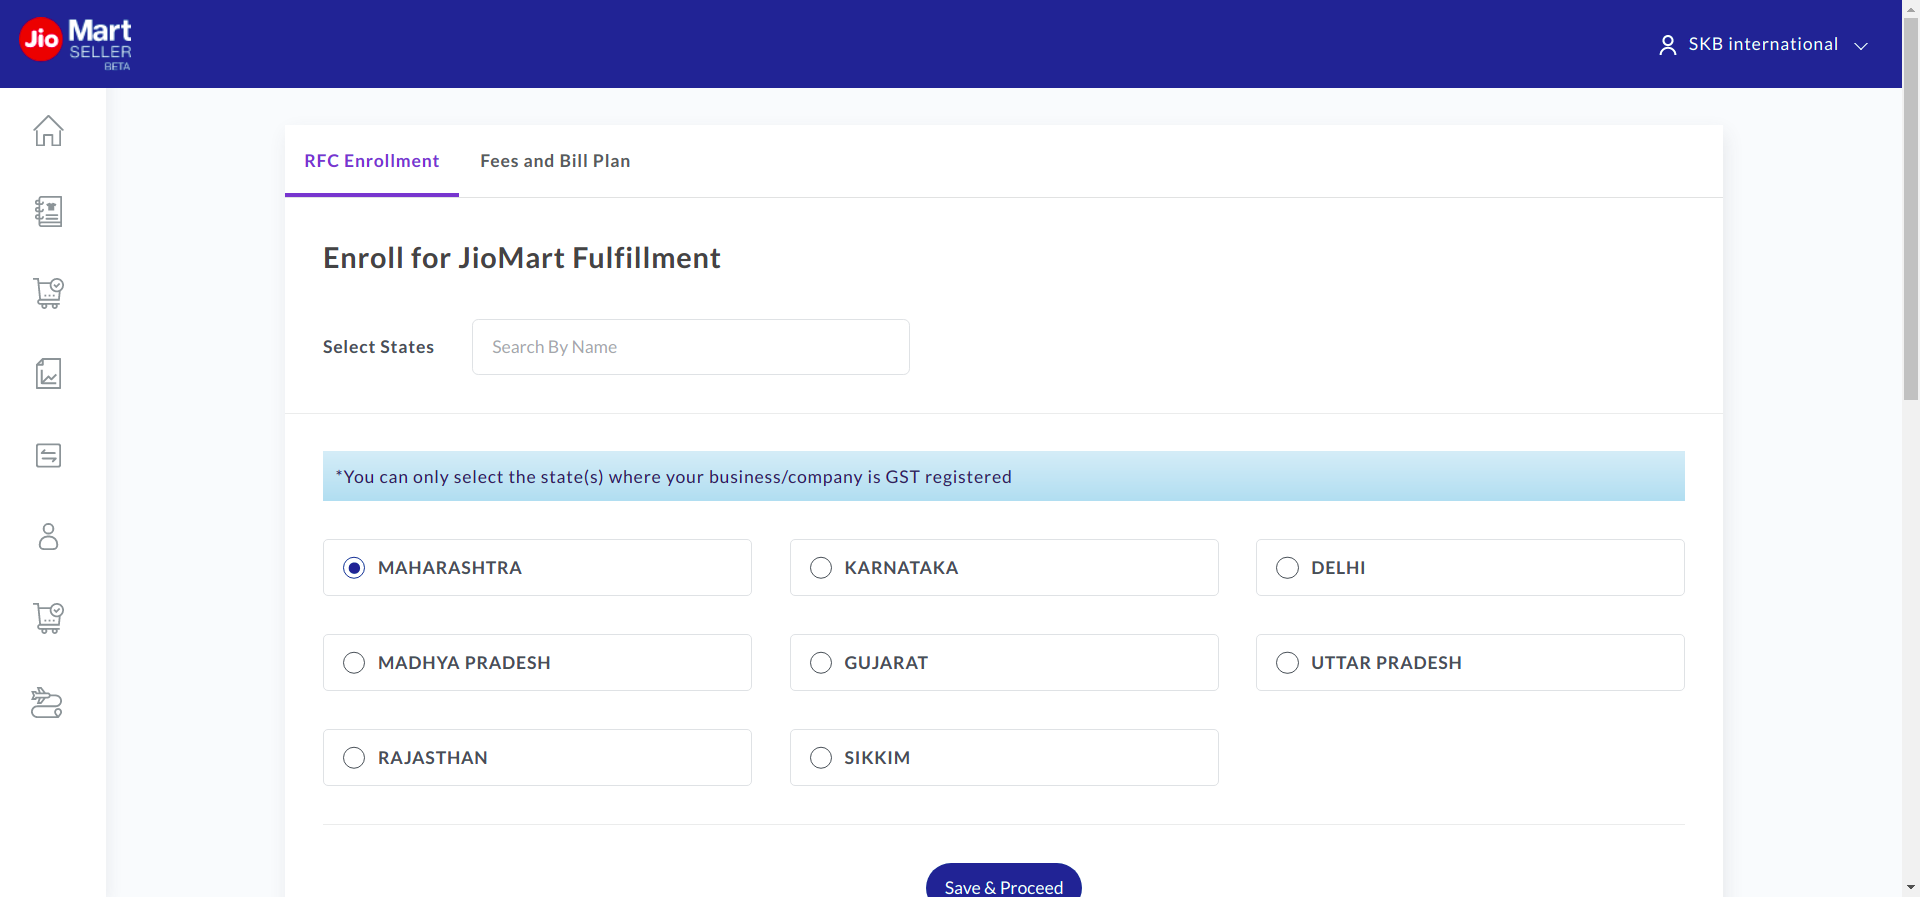 Jio Mart
SELLER
BETA
SKB international
RFC Enrollment
Fees and Bill Plan
Enroll for JioMart Fulfillment
Select States
Search By Name
*You can only select the state(s) where your business/company is GST registered
MAHARASHTRA
KARNATAKA
DELHI
MADHYA PRADESH
GUJARAT
UTTAR PRADESH
RAJASTHAN
SIKKIM
Save & Proceed